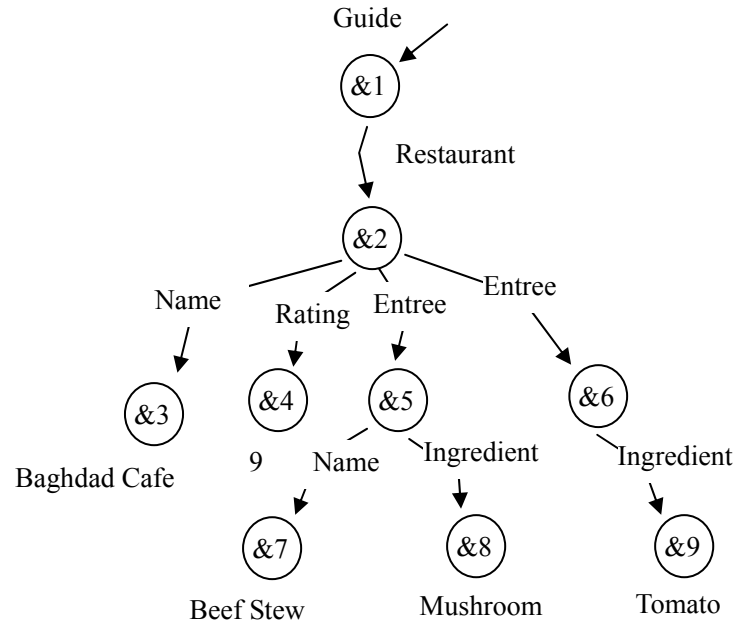 Guide
&1
Restaurant
&2
Name
Rating
Entree
Entree
&3
&4
&5
&6
Baghdad Cafe
9
Name
Ingredient
Ingredient
&7
&8
&9
Beef Stew
Mushroom
Tomato